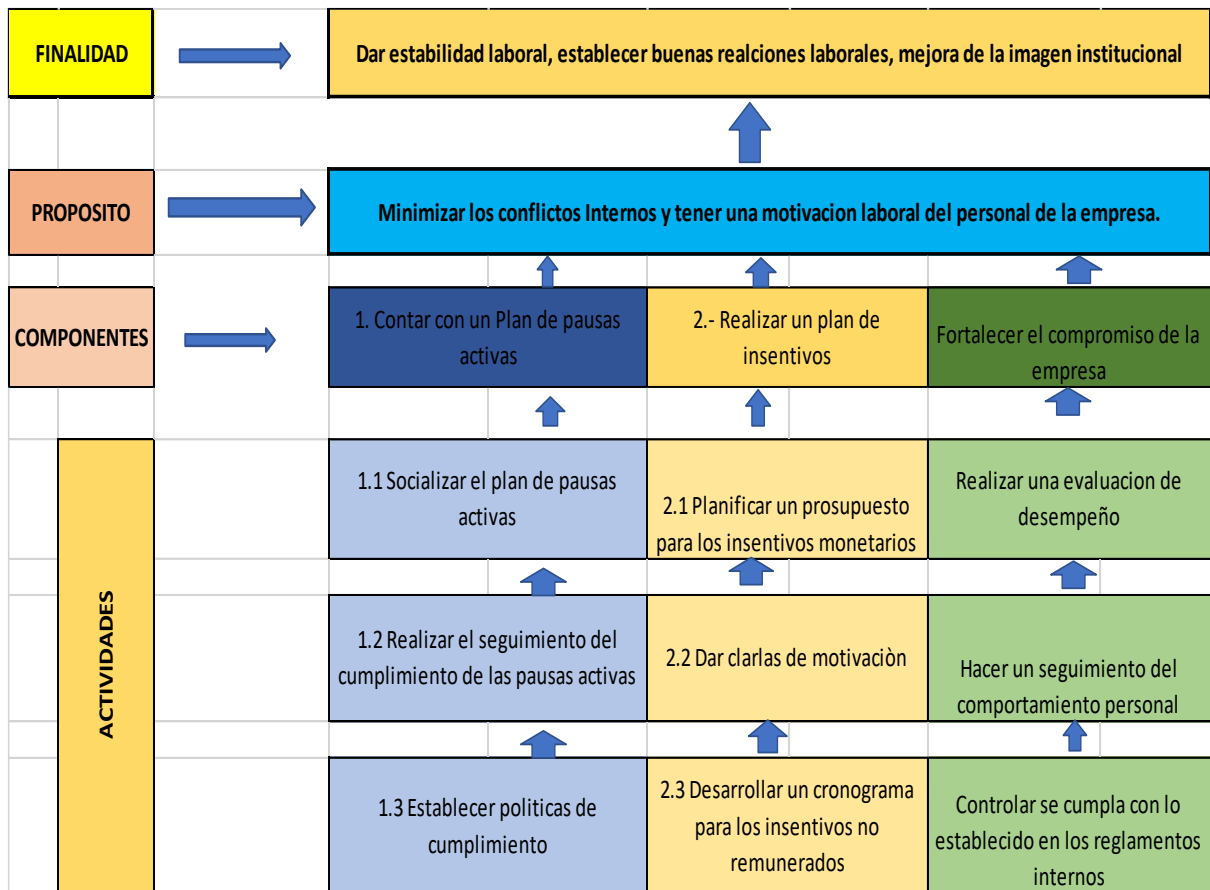 FINALIDAD
Dar estabilidad laboral, establecer buenas realciones laborales, mejora de la imagen institucional
PROPOSITO
Minimizar los conflictos Internos y tener una motivacion laboral del personal de la empresa.
COMPONENTES
1. Contar con un Plan de pausas
activas
2.- Realizar un plan de
insentivos
Fortalecer el compromiso de la
empresa
ACTIVIDADES
1.1 Socializar el plan de pausas
activas
2.1 Planificar un prosupuesto
para los insentivos monetarios
Realizar una evaluacion de
desempeño
1.2 Realizar el seguimiento del
cumplimiento de las pausas activas
2.2 Dar clarlas de motivaciòn
Hacer un seguimiento del
comportamiento personal
1.3 Establecer politicas de
cumplimiento
2.3 Desarrollar un cronograma
para los insentivos no
remunerados
Controlar se cumpla con lo
establecido en los reglamentos
internos